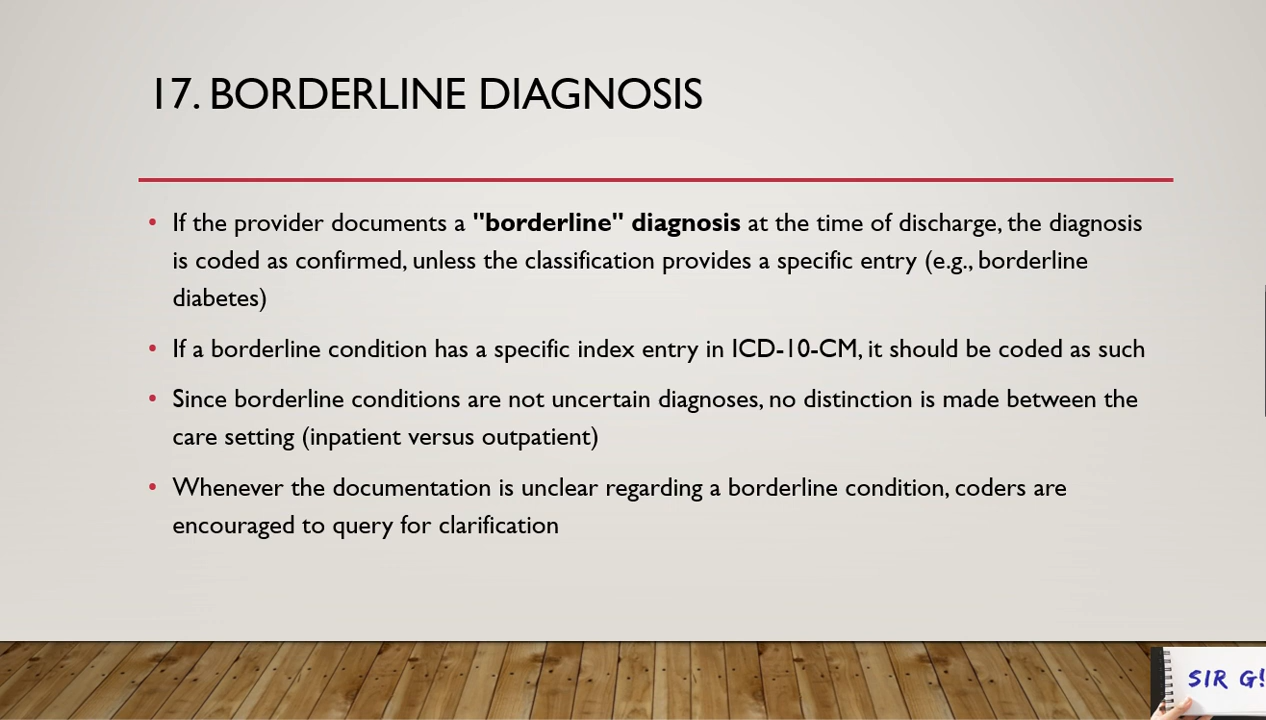 17. BORDERLINE DIAGNOSIS
• If the provider documents a "borderline" diagnosis at the time of discharge, the diagnosis
is coded as confirmed, unless the classification provides a specific entry (e.g., borderline
diabetes)
• If a borderline condition has a specific index entry in ICD-10-CM, it should be coded as such
• Since borderline conditions are not uncertain diagnoses, no distinction is made between the
care setting (inpatient versus outpatient)
• Whenever the documentation is unclear regarding a borderline condition, coders are
encouraged to query for clarification
SIR G!